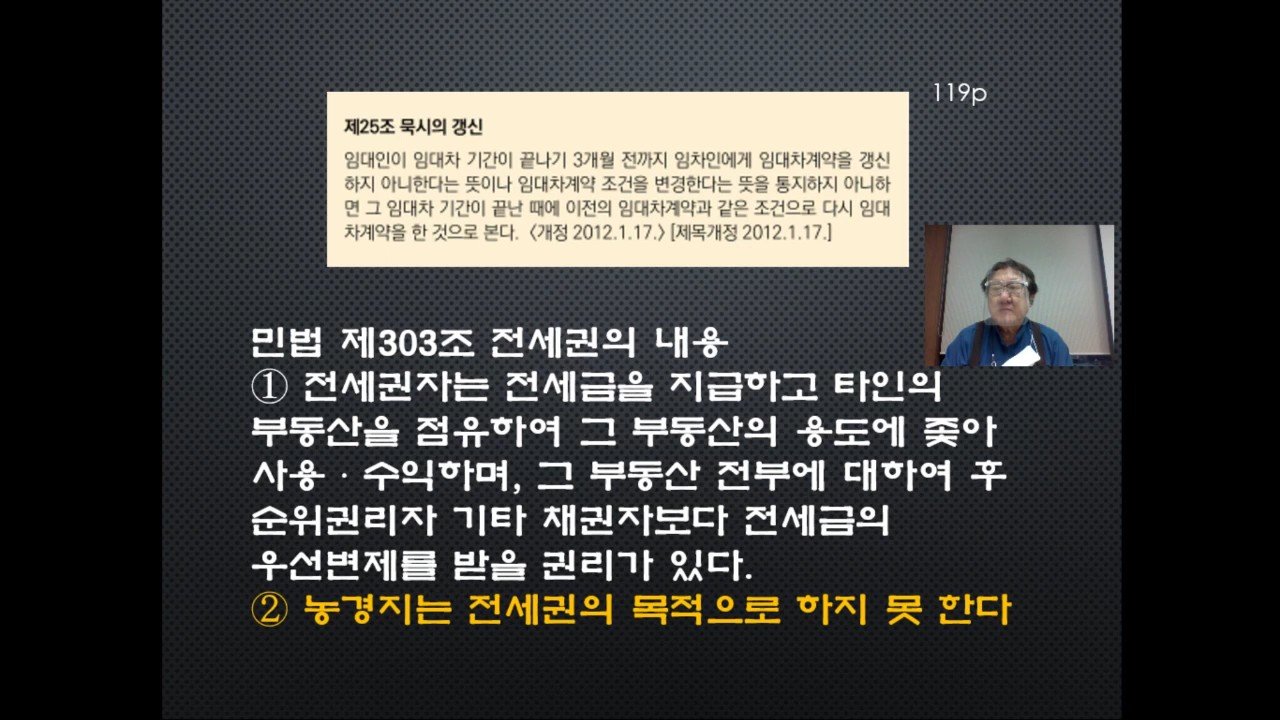 119p
제25조 묵시의 갱신
임대인이 임대차 기간이 끝나기 3개월 전까지 임차인에게 임대차계약을 갱신
하지 아니한다는 뜻이나 임대차계약 조건을 변경한다는 뜻을 통지하지 아니하
면 그 임대차 기간이 끝난 때에 이전의 임대차계약과 같은 조건으로 다시 임대
차계약을 한 것으로 본다. 〈개정 2012.1.17.〉 [제목개정 2012.1.17.]
민법 제303조 전세권의 내용
① 전세권자는 전세금을 지급하고 타인의
부동산을 점유하여 그 부동산의 용도에 좇아
사용 · 수익하며, 그 부동산 전부에 대하여 후
순위권리자 기타 채권자보다 전세금의
우선변제를 받을 권리가 있다.
② 농경지는 전세권의 목적으로 하지 못 한다